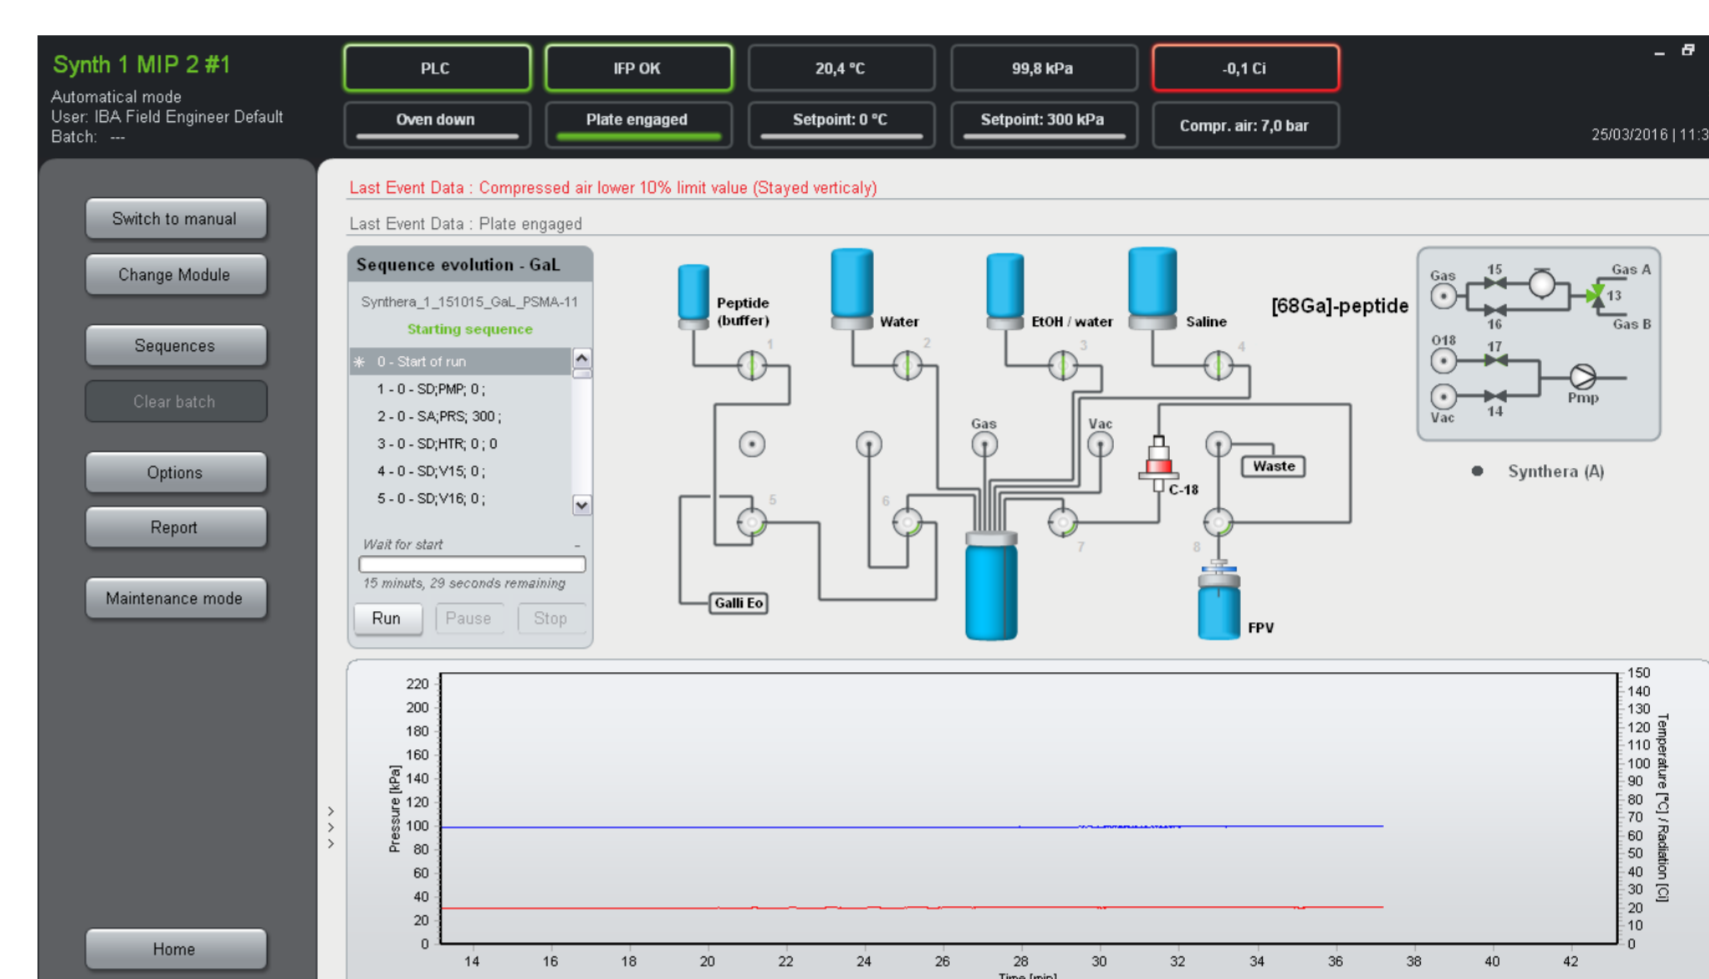 Synth 1 MIP 2 #1
Automatical mode
User: IBA Field Engineer Default
Batch: ---
PLC
IFP OK
20,4 °C
99,8 kPa
-0,1 Ci
Oven down
Plate engaged
Setpoint: 0 °C
Setpoint: 300 kPa
Compr. air: 7,0 bar
25/03/2016 | 11:3
Switch to manual
Change Module
Sequences
Clear batch
Options
Report
Maintenance mode
Home
Last Event Data : Compressed air lower 10% limit value (Stayed verticaly)
Last Event Data : Plate engaged
Sequence evolution - GaL
Synthera_1_151015_GaL_PSMA-11
Starting sequence
0 - Start of run
1 - 0 - SD;PMP; 0 ;
2 - 0 - SA;PRS; 300 ;
3 - 0 - SD;HTR; 0 ; 0
4 - 0 - SD;V15; 0 ;
5 - 0 - SD;V16; 0 ;
Wait for start -
15 minuts, 29 seconds remaining
Run
Pause
Stop
Peptide
(buffer)
Water
EtOH / water
Saline
[68Ga]-peptide
1
2
3
4
Gas
Vac
C-18
Waste
5
6
7
8
Galli Eo
FPV
Gas
15
Gas A
13
16
Gas B
O18
17
Pmp
Vac
14
Synthera (A)
Pressure [kPa]
220
200
180
160
140
120
100
80
60
40
20
0
150
140
130
120
110
100
90
80
70
60
50
40
30
20
10
0
Temperature [°C] / Radiation [Ci]
14 16 18 20 22 24 26 28 30 32 34 36 38 40 42
Time [min]